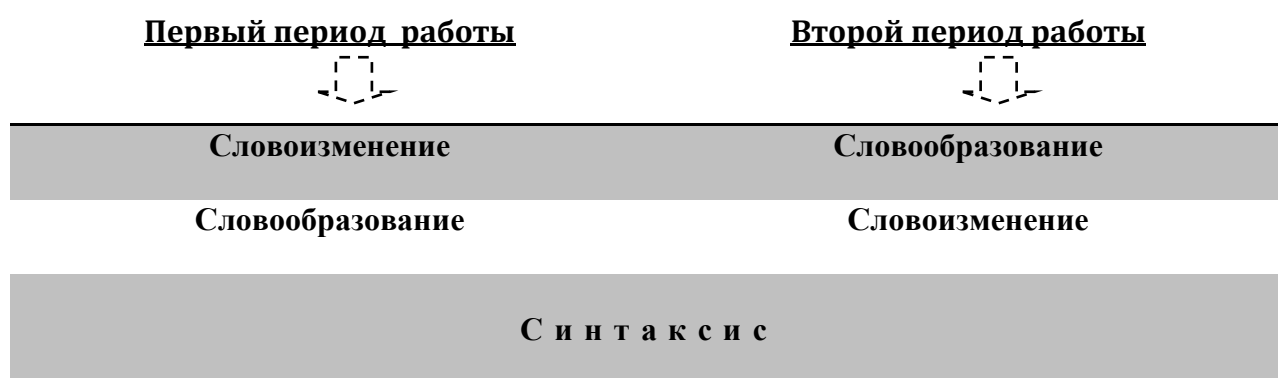 Первый период работы Второй период работы
Словоизменение Словообразование
Словообразование Словоизменение
С и н т а к с и с